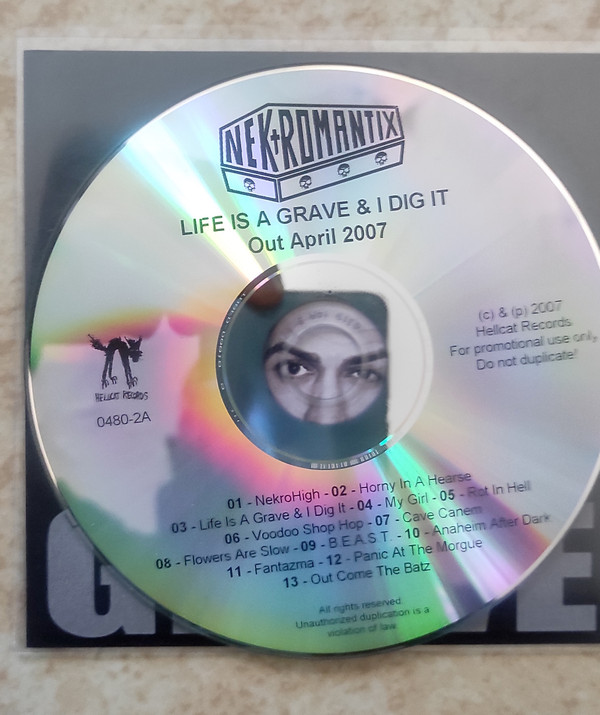 NEKROMANTIX
LIFE IS A GRAVE & I DIG IT
Out April 2007
(c) & (p) 2007
Hellcat Records
For promotional use only,
Do not duplicate!
HELLCAT RECORDS
0480-2A
01 - NekroHigh - 02 - Horny In A Hearse
03 - Life Is A Grave & I Dig It - 04 - My Girl - 05 - Rot In Hell
06 - Voodoo Shop Hop - 07 - Cave Canem
08 - Flowers Are Slow - 09 - B.E.A.S.T. - 10 - Anaheim After Dark
11 - Fantazma - 12 - Panic At The Morgue
13 - Out Come The Batz
All rights reserved.
Unauthorized duplication is a
violation of law.